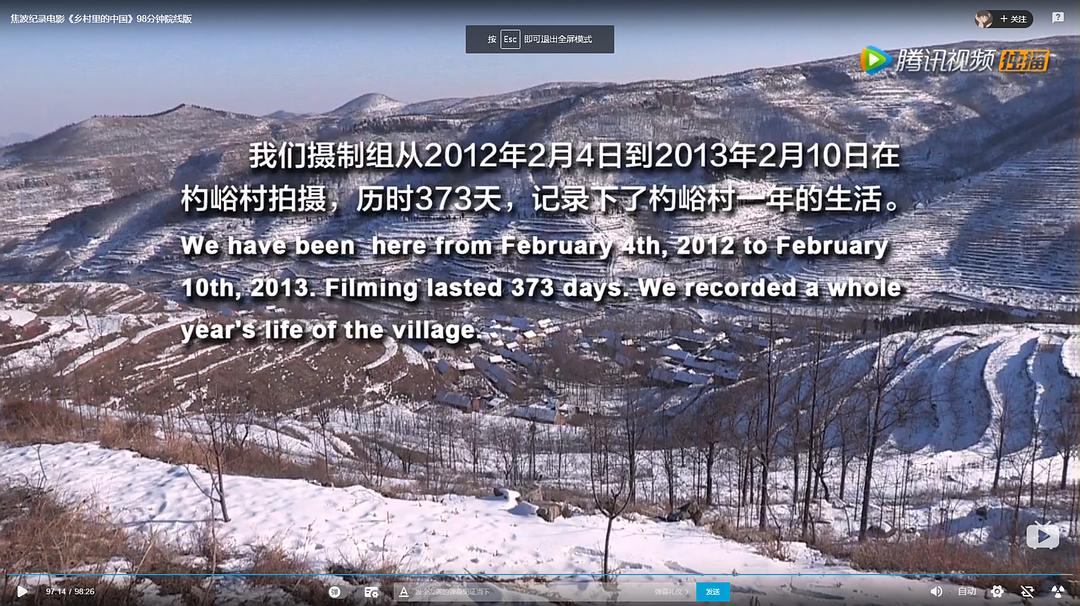 焦波纪录电影《乡村里的中国》98分钟院线版
+ 关注
按 Esc 即可退出全屏模式
腾讯视频 独播
我们摄制组从2012年2月4日到2013年2月10日在
杓峪村拍摄，历时373天，记录下了杓峪村一年的生活。
We have been here from February 4th, 2012 to February
10th, 2013. Filming lasted 373 days. We recorded a whole
year's life of the village.
97:14 / 98:26
弹
A
弹幕礼仪
发送
自动